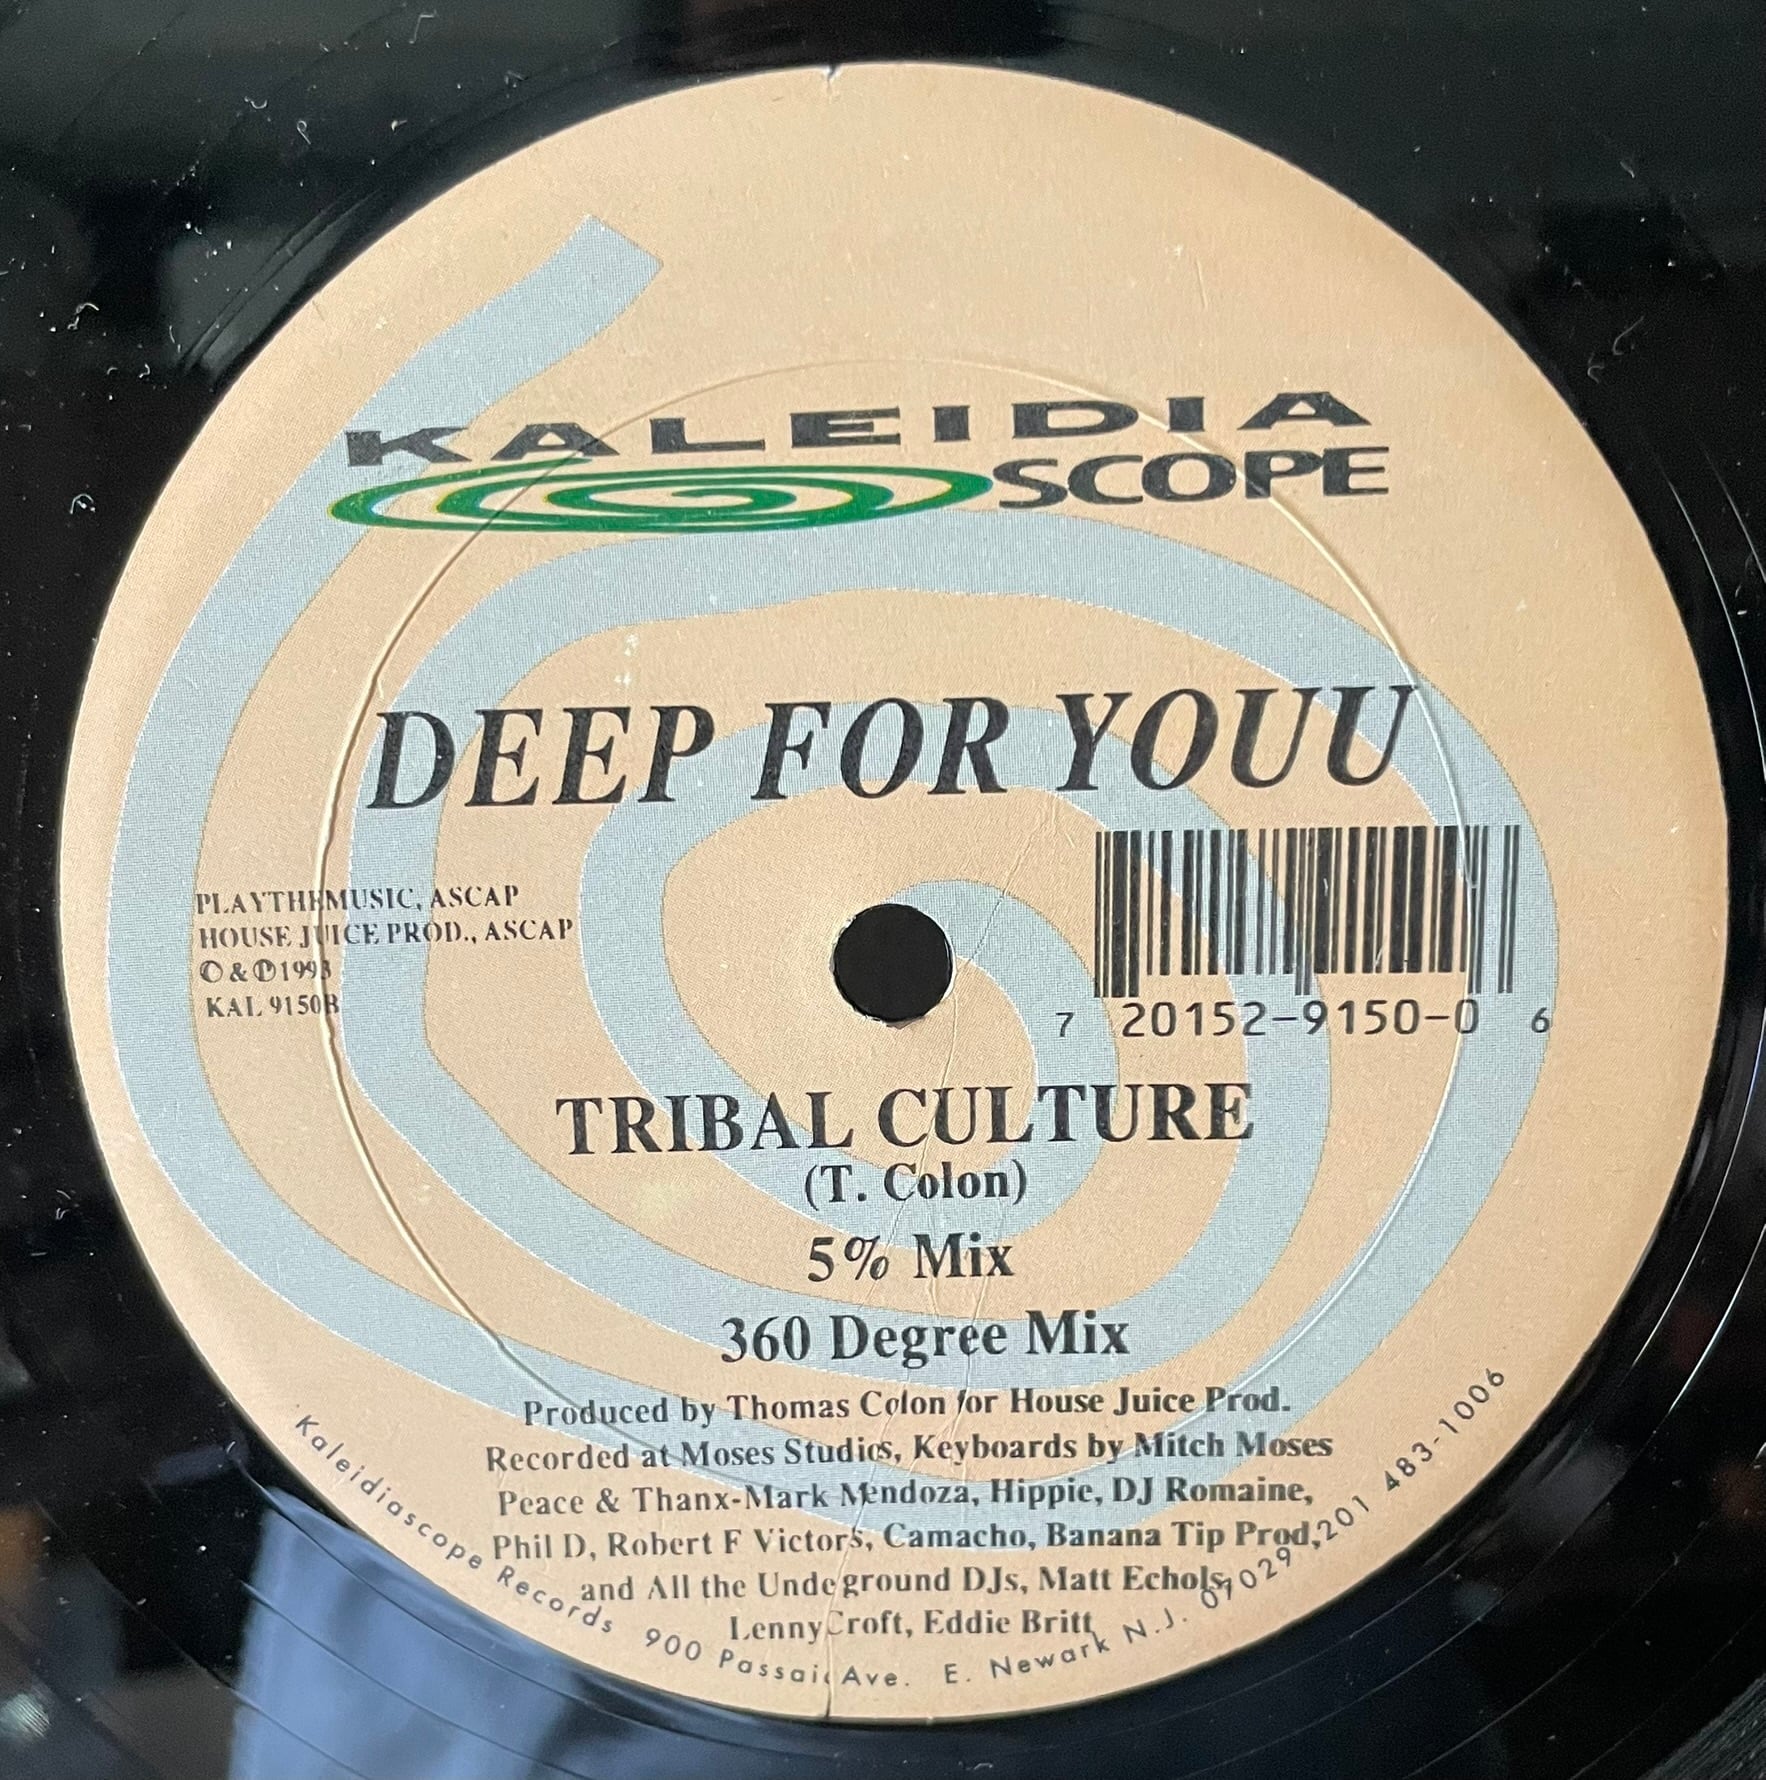 KALEIDIA
SCOPE
DEEP FOR YOUU
PLAYTHEMUSIC, ASCAP
HOUSE JUICE PROD., ASCAP
© & ℗ 1993
KAL 9150B
7 20152-9150-0 6
TRIBAL CULTURE
(T. Colon)
5% Mix
360 Degree Mix
Produced by Thomas Colon for House Juice Prod.
Recorded at Moses Studios, Keyboards by Mitch Moses
Peace & Thanx-Mark Mendoza, Hippie, DJ Romaine,
Phil D, Robert F Victors, Camacho, Banana Tip Prod,
and All the Underground DJs, Matt Echols,
Lenny Croft, Eddie Britt
Kaleidiascope Records 900 Passaic Ave. E. Newark N.J. 07029 201 483-1006